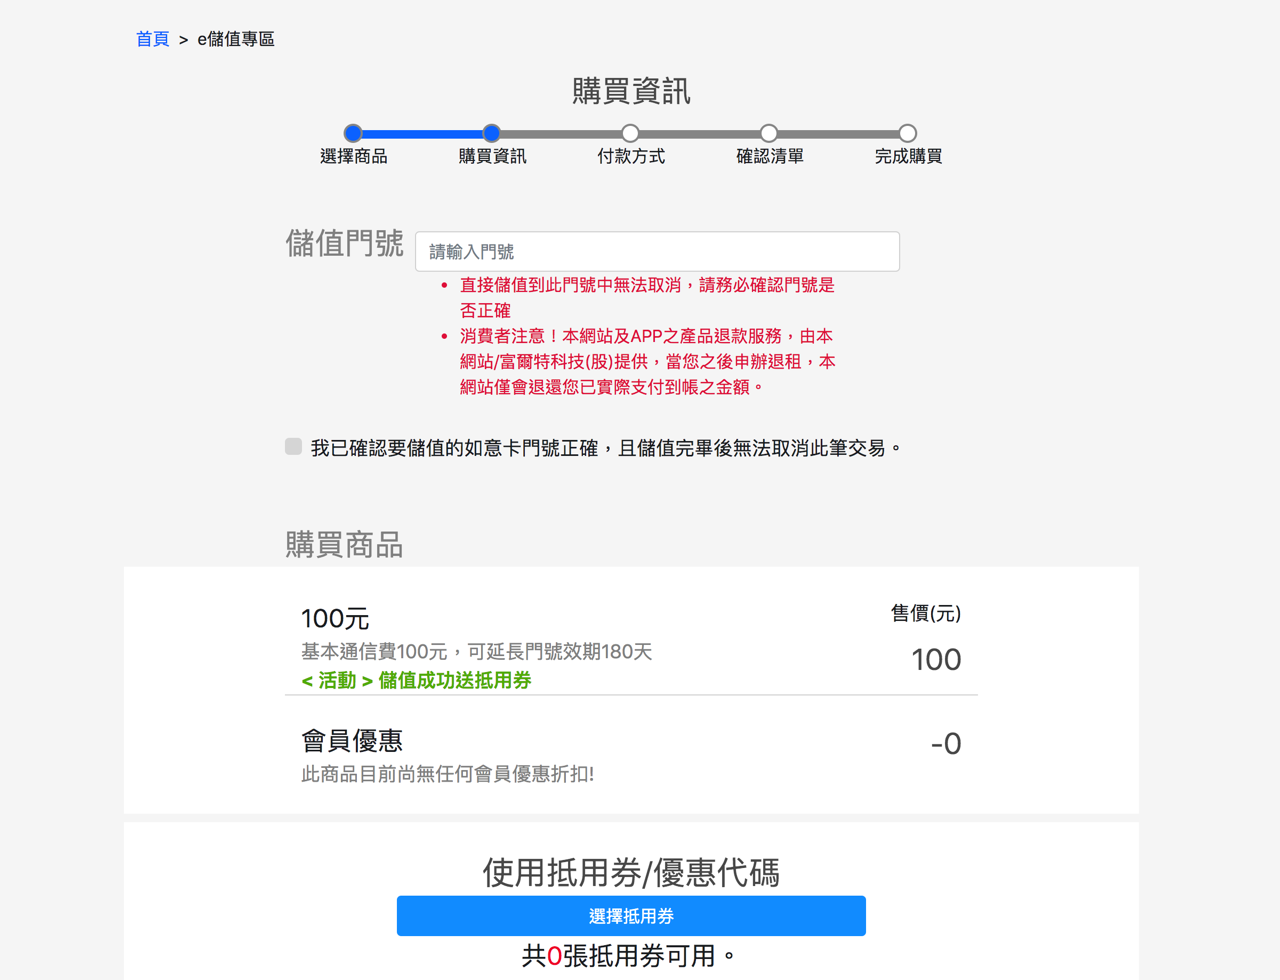 首頁 > e儲值專區
購買資訊
選擇商品 購買資訊 付款方式 確認清單 完成購買
儲值門號 請輸入門號
• 直接儲值到此門號中無法取消，請務必確認門號是
否正確
• 消費者注意！本網站及APP之產品退款服務，由本
網站/富爾特科技(股)提供，當您之後申辦退租，本
網站僅會退還您已實際支付到帳之金額。
我已確認要儲值的如意卡門號正確，且儲值完畢後無法取消此筆交易。
購買商品
100元 售價(元)
基本通信費100元，可延長門號效期180天 100
< 活動 > 儲值成功送抵用券
會員優惠 -0
此商品目前尚無任何會員優惠折扣!
使用抵用券/優惠代碼
選擇抵用券
共0張抵用券可用。